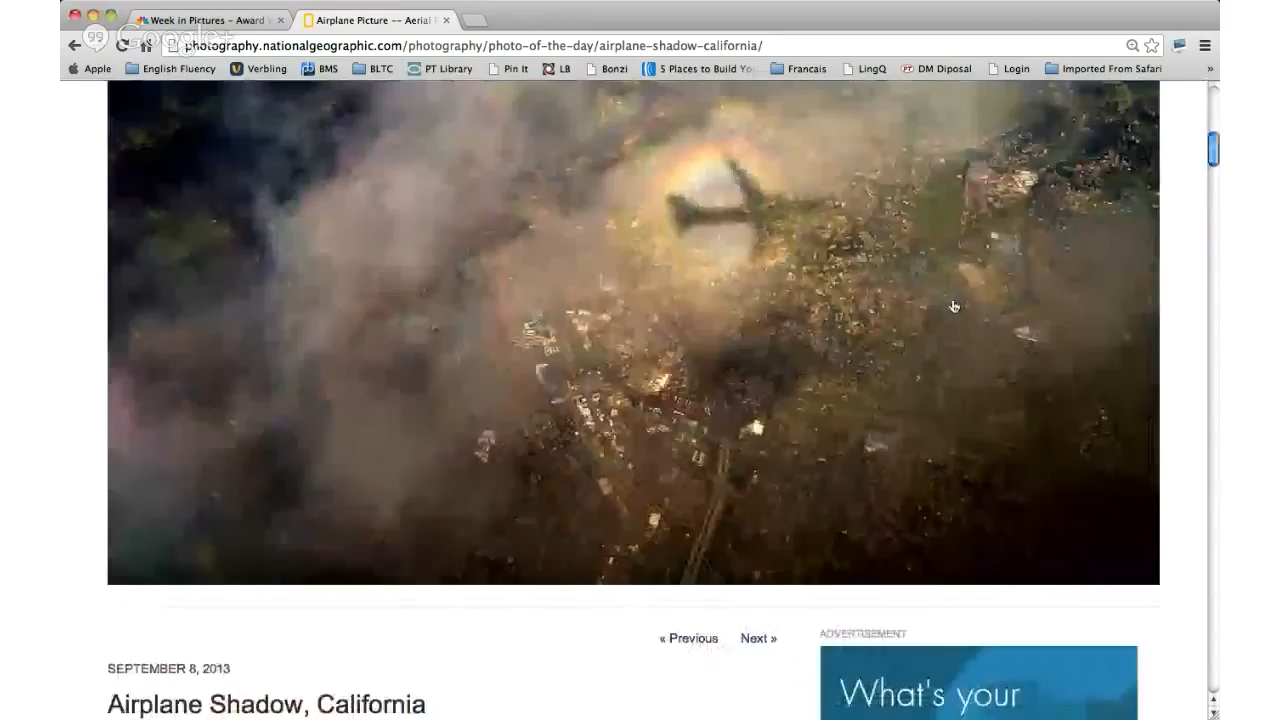 Week in Pictures – Award
Airplane Picture -- Aerial
Google+
photography.nationalgeographic.com/photography/photo-of-the-day/airplane-shadow-california/
Apple English Fluency Verbling BMS BLTC PT Library Pin It LB Bonzi 5 Places to Build Francais LingQ DM Diposal Login Imported From Safari »
« Previous Next »
ADVERTISEMENT
SEPTEMBER 8, 2013
Airplane Shadow, California
What's your